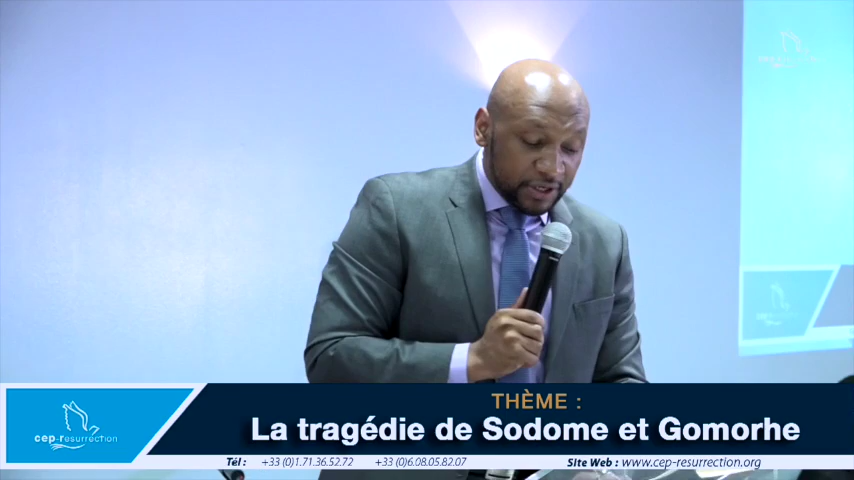 THÈME :
La tragédie de Sodome et Gomorhe
cep-résurrection
Tél : +33 (0)1.71.36.52.72 +33 (0)6.08.05.82.07 Site Web : www.cep-resurrection.org